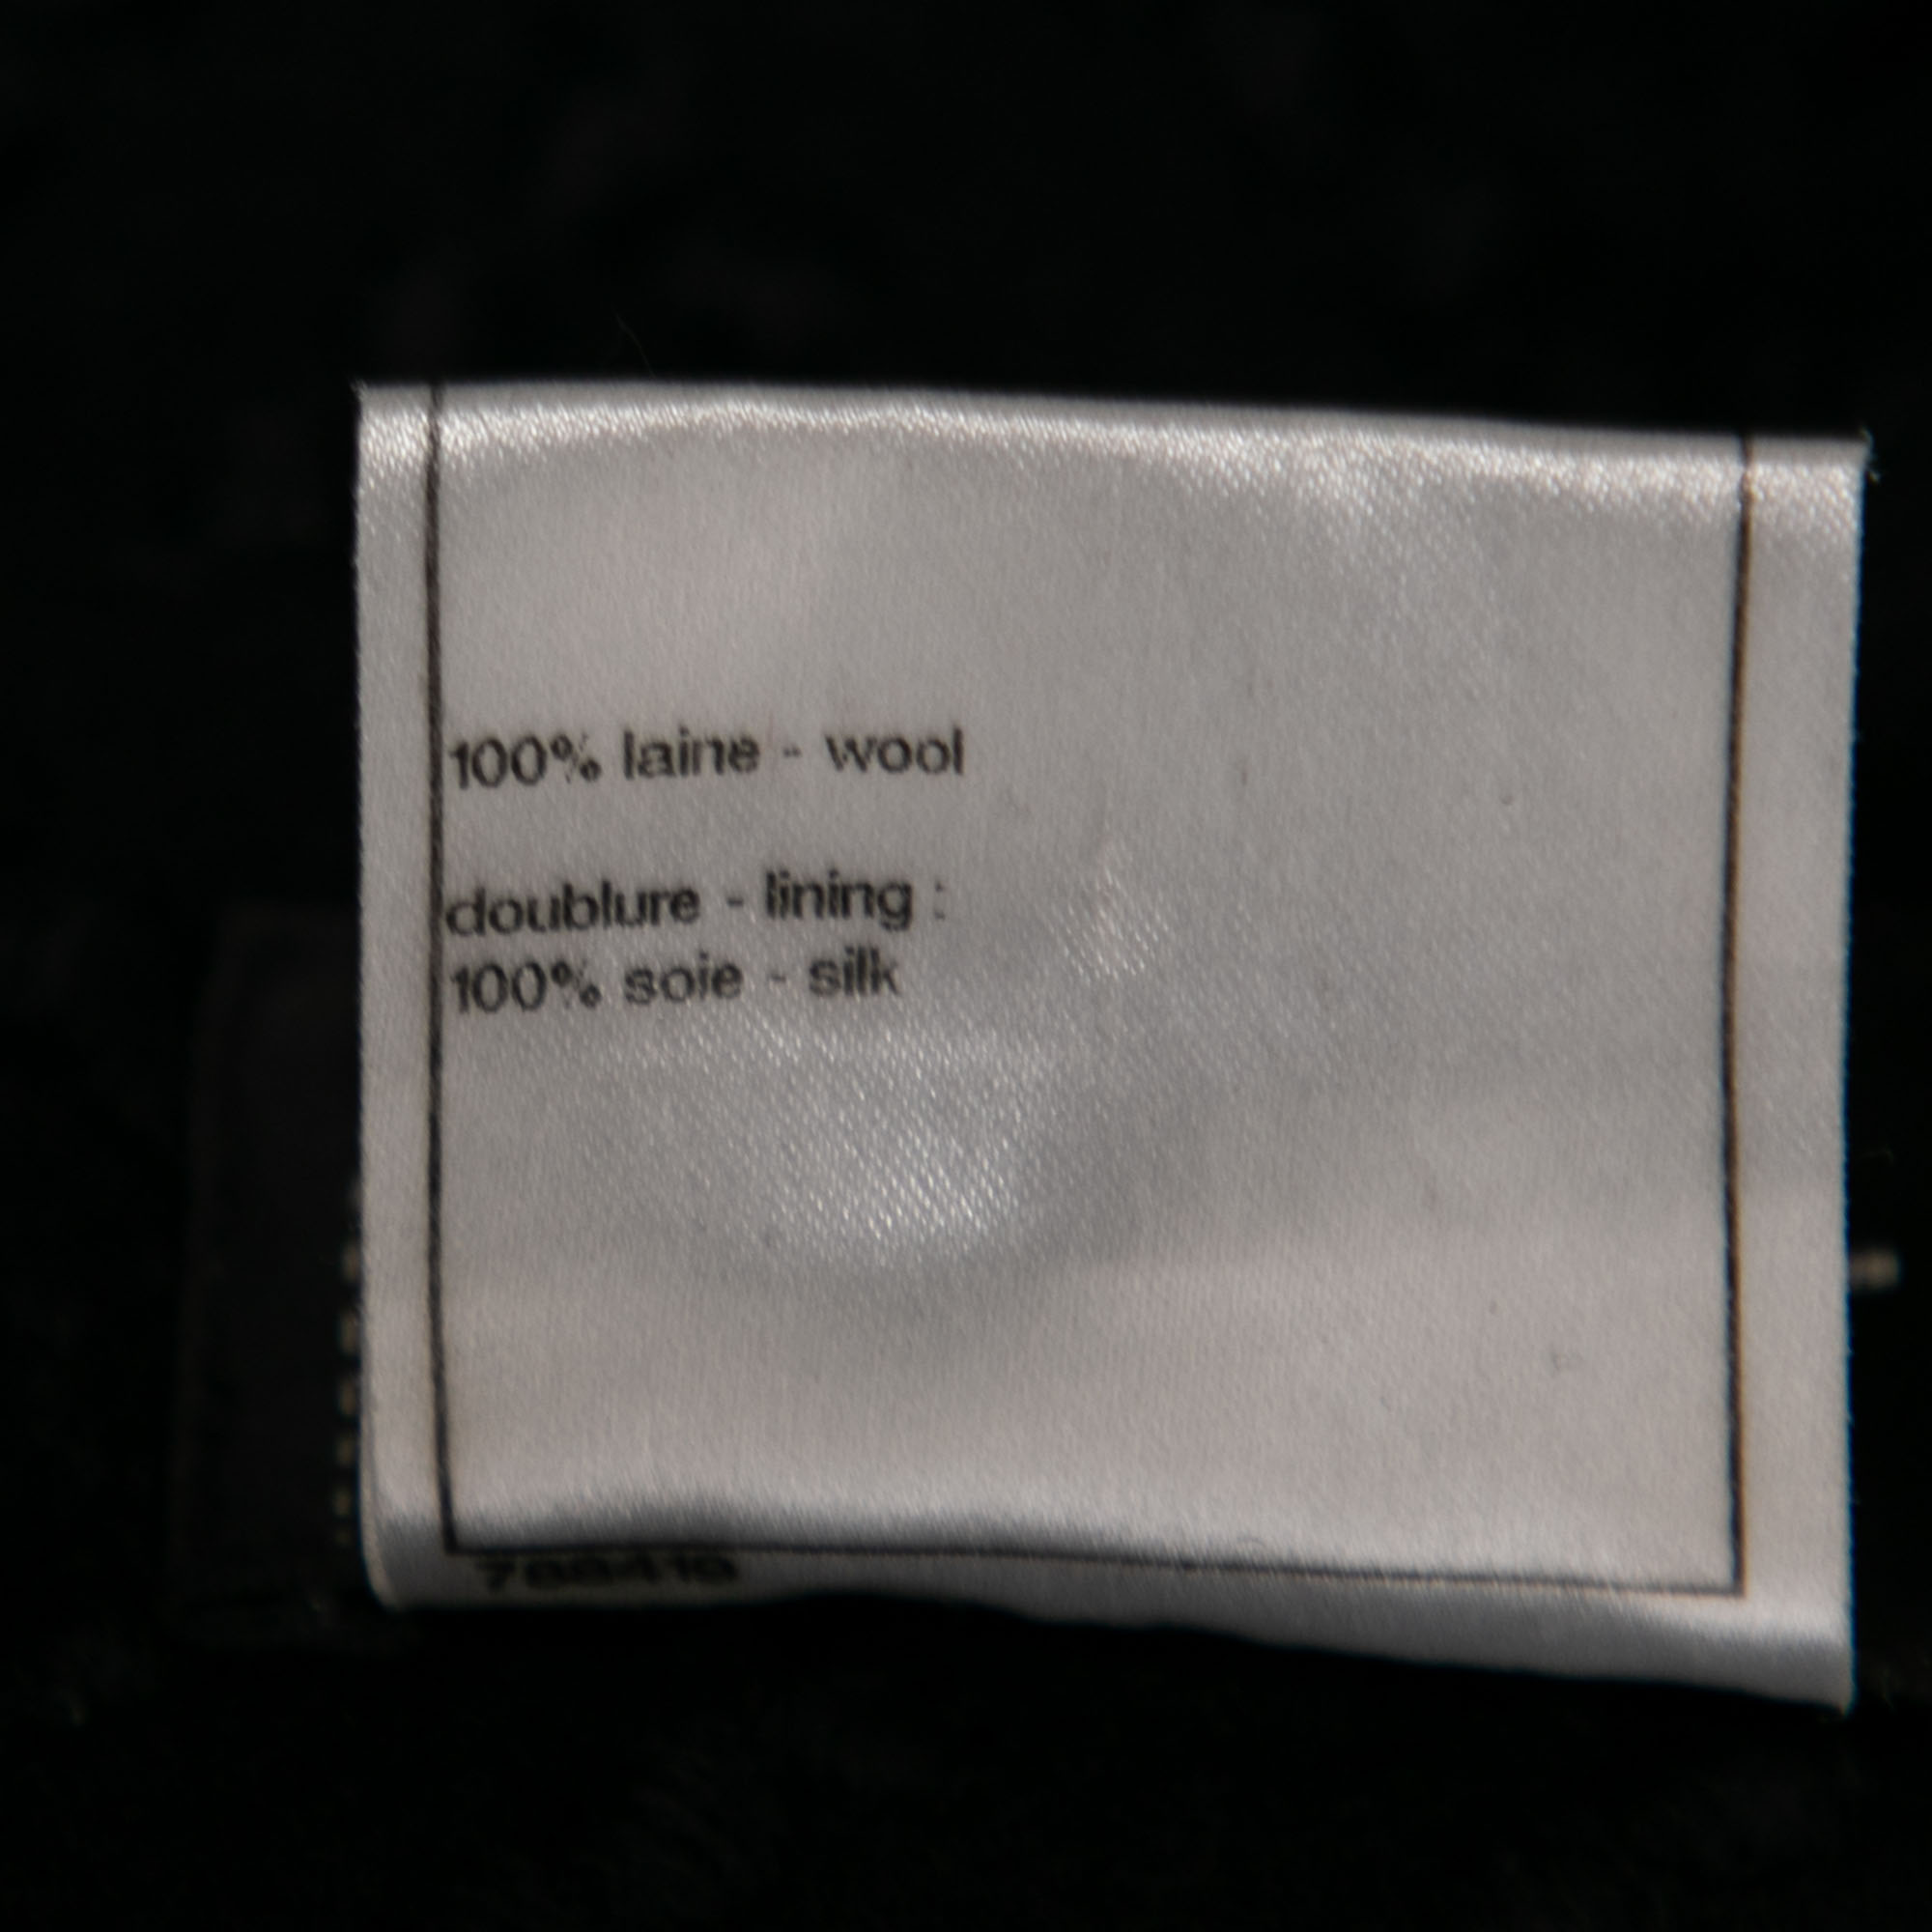 100% laine - wool
doublure - lining :
100% soie - silk